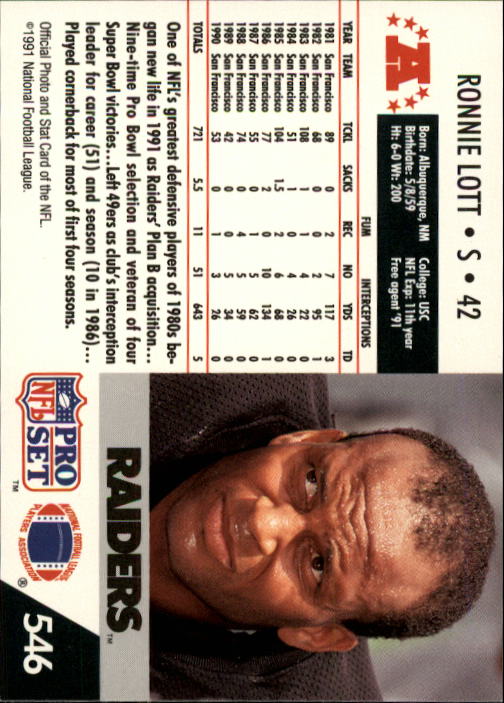 RONNIE LOTT • S • 42
A
Born: Albuquerque, NM College: USC
Birthdate: 5/8/59 NFL Exp: 11th year
Ht: 6-0 Wt: 200 Free agent '91
FUM INTERCEPTIONS
YEAR TEAM TCKL SACKS REC NO YDS TD
1981 San Francisco 89 0 2 7 117 3
1982 San Francisco 68 0 0 2 95 1
1983 San Francisco 108 1 0 4 22 0
1984 San Francisco 51 1 0 4 26 0
1985 San Francisco 104 1.5 2 6 68 0
1986 San Francisco 77 2 0 10 134 1
1987 San Francisco 55 0 2 5 62 0
1988 San Francisco 74 0 4 5 59 0
1989 San Francisco 42 0 0 5 34 0
1990 San Francisco 53 0 1 3 26 0
TOTALS 721 5.5 11 51 643 5
One of NFL's greatest defensive players of 1980s be-
gan new life in 1991 as Raiders' Plan B acquisition...
Nine-time Pro Bowl selection and veteran of four
Super Bowl victories...Left 49ers as club's interception
leader for career (51) and season (10 in 1986)...
Played cornerback for most of first four seasons.
Official Photo and Stat Card of the NFL.
©1991 National Football League.
RAIDERS™
PRO
NFL SET
™
NATIONAL FOOTBALL LEAGUE
PLAYERS ASSOCIATION
®
546